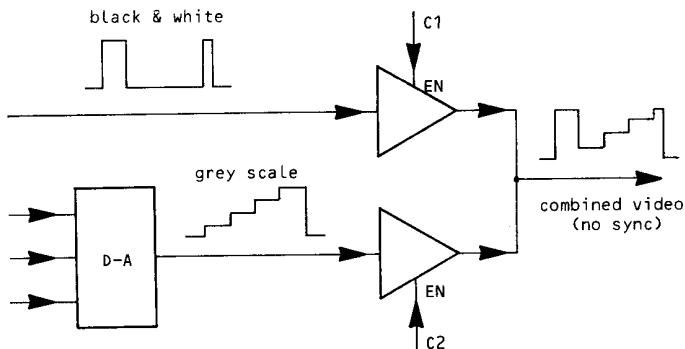 black & white
C1
EN
grey scale
combined video
(no sync)
D-A
EN
C2